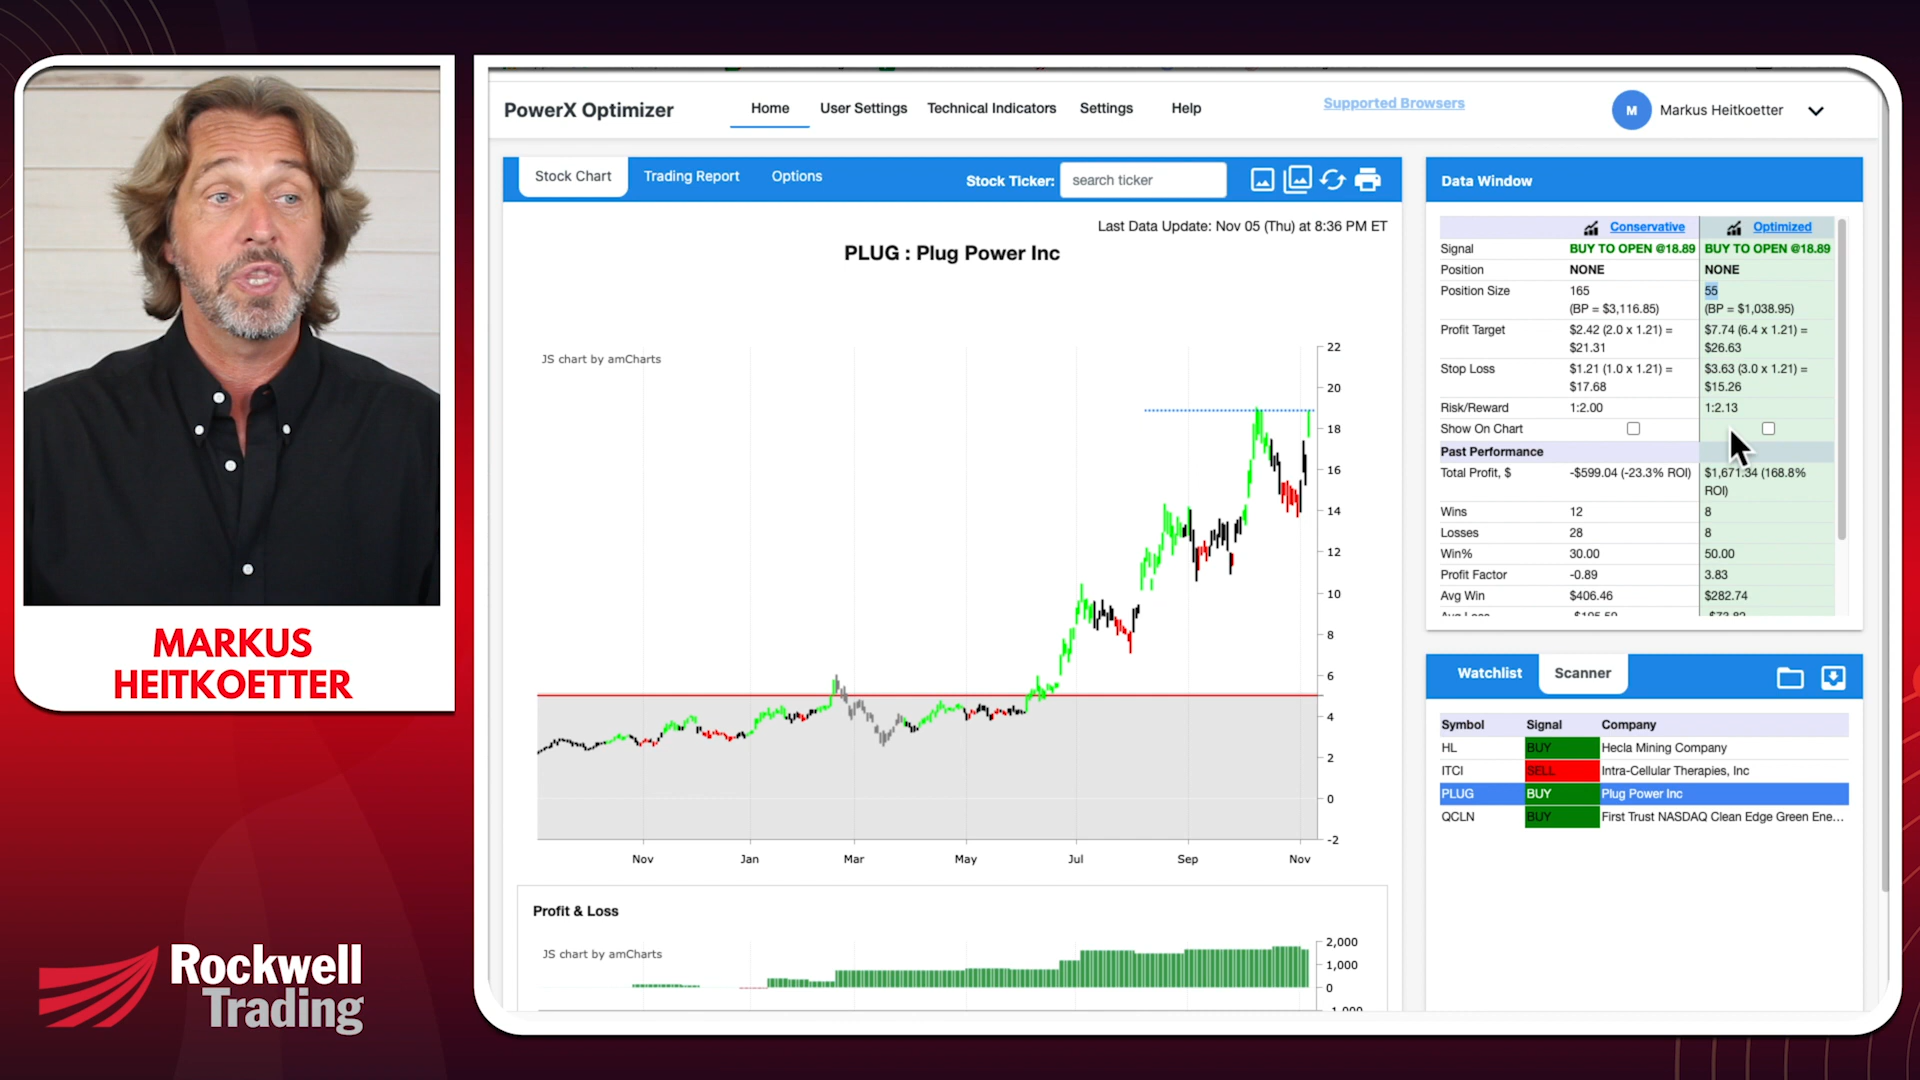 PowerX Optimizer
Home
User Settings
Technical Indicators
Settings
Help
Supported Browsers
M
Markus Heitkoetter
Stock Chart
Trading Report
Options
Stock Ticker:
search ticker
Last Data Update: Nov 05 (Thu) at 8:36 PM ET
PLUG : Plug Power Inc
JS chart by amCharts
22
20
18
16
14
12
10
8
6
4
2
0
-2
Nov
Jan
Mar
May
Jul
Sep
Nov
Profit & Loss
JS chart by amCharts
2,000
1,000
0
Data Window
Conservative Optimized
Signal BUY TO OPEN @18.89 BUY TO OPEN @18.89
Position NONE NONE
Position Size 165 55
(BP = $3,116.85) (BP = $1,038.95)
Profit Target $2.42 (2.0 x 1.21) = $7.74 (6.4 x 1.21) =
$21.31 $26.63
Stop Loss $1.21 (1.0 x 1.21) = $3.63 (3.0 x 1.21) =
$17.68 $15.26
Risk/Reward 1:2.00 1:2.13
Show On Chart
Past Performance
Total Profit, $ -$599.04 (-23.3% ROI) $1,671.34 (168.8%
ROI)
Wins 12 8
Losses 28 8
Win% 30.00 50.00
Profit Factor -0.89 3.83
Avg Win $406.46 $282.74
Watchlist
Scanner
Symbol Signal Company
HL BUY Hecla Mining Company
ITCI SELL Intra-Cellular Therapies, Inc
PLUG BUY Plug Power Inc
QCLN BUY First Trust NASDAQ Clean Edge Green Ene...
MARKUS
HEITKOETTER
Rockwell
Trading